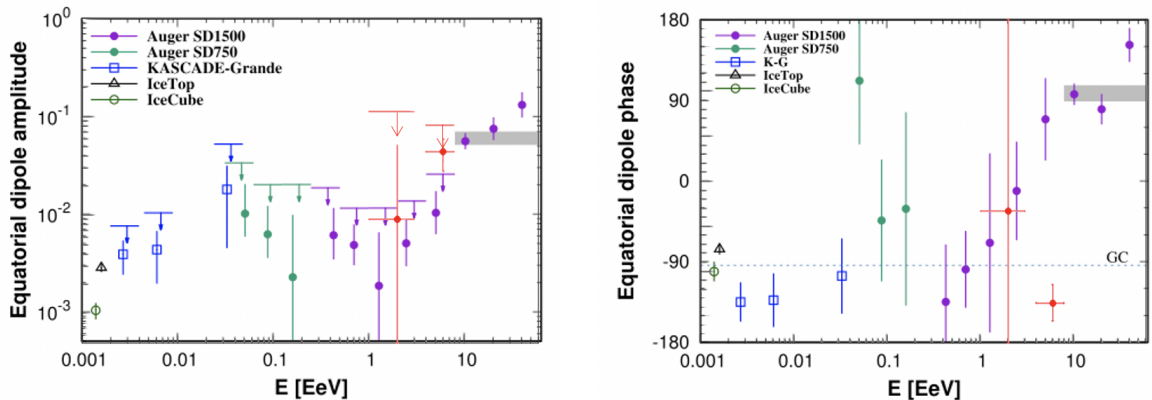 Equatorial dipole amplitude
10^0
10^-1
10^-2
10^-3
Auger SD1500
Auger SD750
KASCADE-Grande
IceTop
IceCube
0.001 0.01 0.1 1 10
E [EeV]
Equatorial dipole phase
180
90
0
-90
-180
Auger SD1500
Auger SD750
K-G
IceTop
IceCube
GC
0.001 0.01 0.1 1 10
E [EeV]